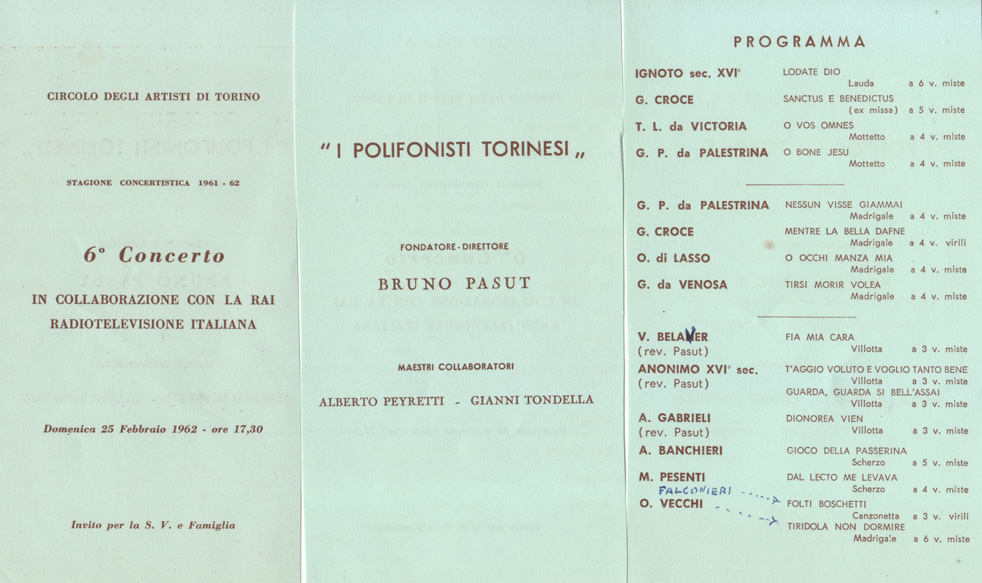 CIRCOLO DEGLI ARTISTI DI TORINO
STAGIONE CONCERTISTICA 1961 - 62
6° Concerto
IN COLLABORAZIONE CON LA RAI
RADIOTELEVISIONE ITALIANA
Domenica 25 Febbraio 1962 - ore 17,30
Invito per la S. V. e Famiglia
" I POLIFONISTI TORINESI „
FONDATORE - DIRETTORE
BRUNO PASUT
MAESTRI COLLABORATORI
ALBERTO PEYRETTI - GIANNI TONDELLA
PROGRAMMA
IGNOTO sec. XVI° LODATE DIO
Lauda a 6 v. miste
G. CROCE SANCTUS E BENEDICTUS
(ex missa) a 5 v. miste
T. L. da VICTORIA O VOS OMNES
Mottetto a 4 v. miste
G. P. da PALESTRINA O BONE JESU
Mottetto a 4 v. miste
G. P. da PALESTRINA NESSUN VISSE GIAMMAI
Madrigale a 4 v. miste
G. CROCE MENTRE LA BELLA DAFNE
Madrigale a 4 v. virili
O. di LASSO O OCCHI MANZA MIA
Madrigale a 4 v. miste
G. da VENOSA TIRSI MORIR VOLEA
Madrigale a 4 v. miste
V. BELAVER FIA MIA CARA
(rev. Pasut) Villotta a 3 v. miste
ANONIMO XVI° sec. T'AGGIO VOLUTO E VOGLIO TANTO BENE
(rev. Pasut) Villotta a 3 v. miste
GUARDA, GUARDA SI BELL'ASSAI
Villotta a 3 v. miste
A. GABRIELI DIONOREA VIEN
(rev. Pasut) Villotta a 3 v. miste
A. BANCHIERI GIOCO DELLA PASSERINA
Scherzo a 5 v. miste
M. PESENTI DAL LECTO ME LEVAVA
Scherzo a 4 v. miste
FALCONIERI
O. VECCHI FOLTI BOSCHETTI
Canzonetta a 3 v. virili
TIRIDOLA NON DORMIRE
Madrigale a 6 v. miste